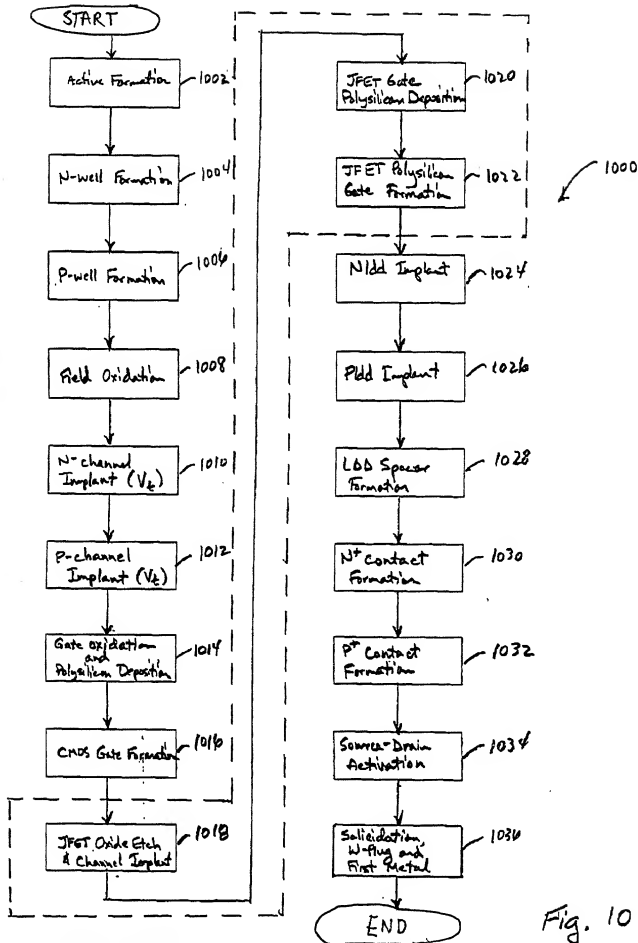 START
Active Formation
1002
N-well Formation
1004
P-well Formation
1006
Field Oxidation
1008
N-channel
Implant (Vt)
1010
P-channel
Implant (Vt)
1012
Gate oxidation
and
Polysilicon Deposition
1014
CMOS Gate Formation
1016
JFET Oxide Etch
& Channel Implant
1018
JFET Gate
Polysilicon Deposition
1020
JFET Polysilicon
Gate Formation
1022
1000
Nldd Implant
1024
Pldd Implant
1026
LDD Spacer
Formation
1028
N+ Contact
Formation
1030
P+ Contact
Formation
1032
Source-Drain
Activation
1034
Salicidation,
W-Plug and
First Metal
1036
END
Fig. 10